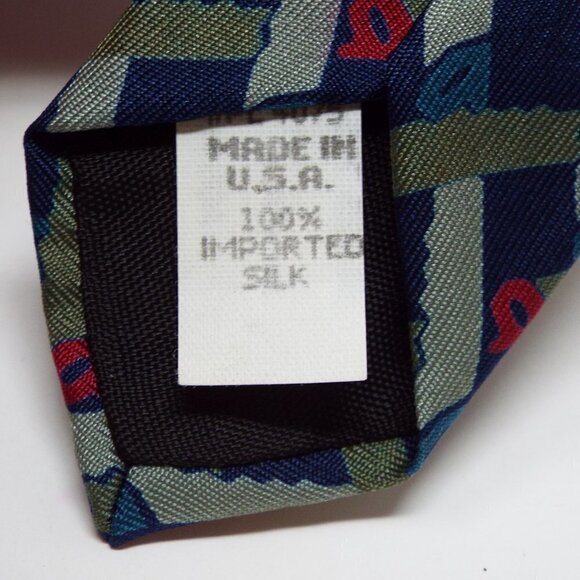 MADE IN
U.S.A.
100%
IMPORTED
SILK